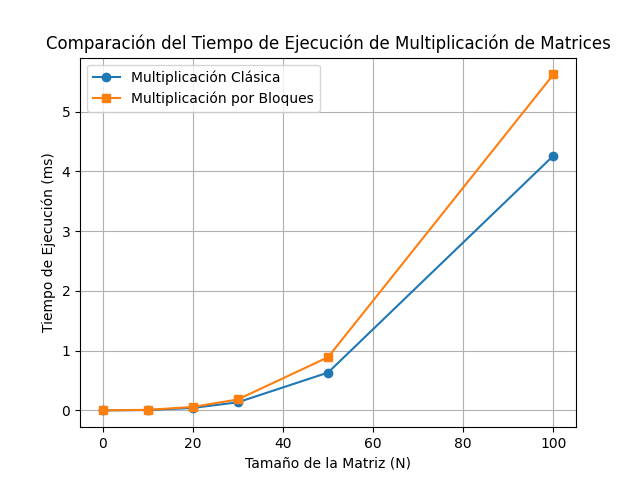 Comparación del Tiempo de Ejecución de Multiplicación de Matrices
Multiplicación Clásica
Multiplicación por Bloques
Tiempo de Ejecución (ms)
5
4
3
2
1
0
0 20 40 60 80 100
Tamaño de la Matriz (N)